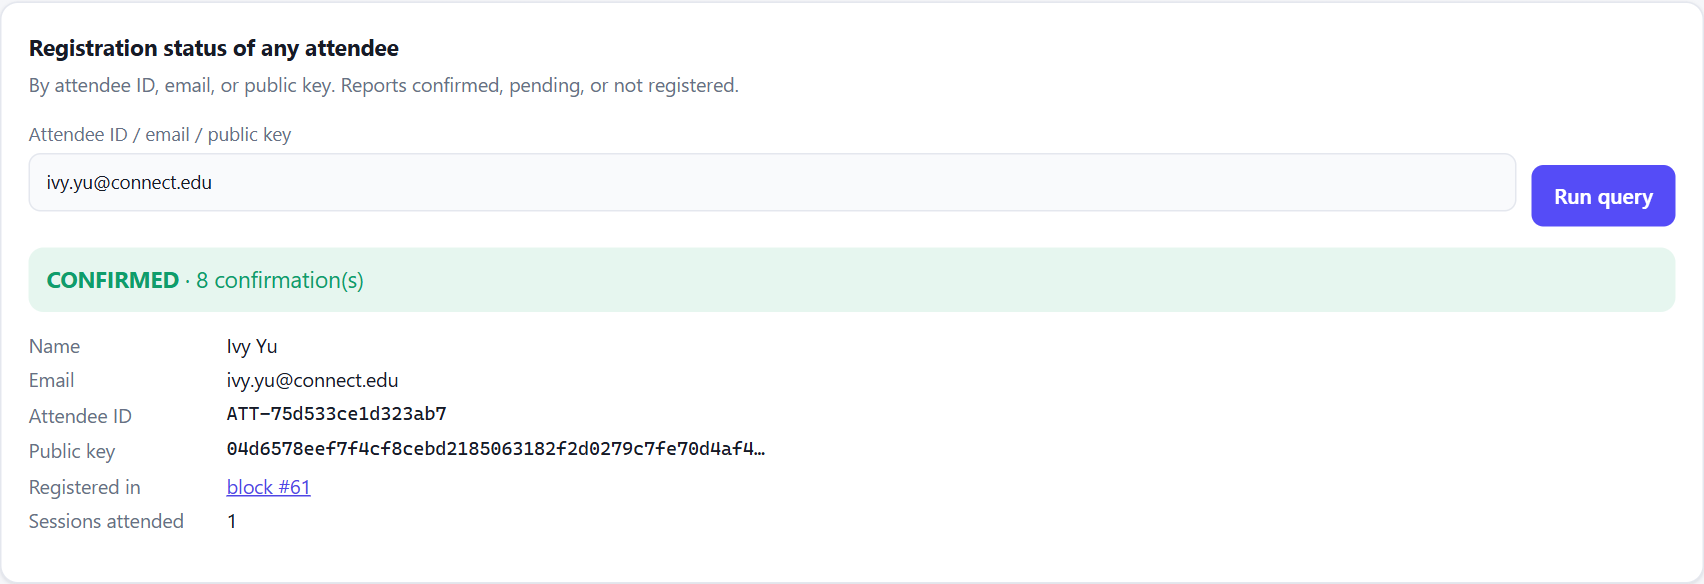 Registration status of any attendee
By attendee ID, email, or public key. Reports confirmed, pending, or not registered.
Attendee ID / email / public key
ivy.yu@connect.edu
Run query
CONFIRMED · 8 confirmation(s)
Name Ivy Yu
Email ivy.yu@connect.edu
Attendee ID ATT-75d533ce1d323ab7
Public key 04d6578eef7f4cf8cebd2185063182f2d0279c7fe70d4af4…
Registered in block #61
Sessions attended 1